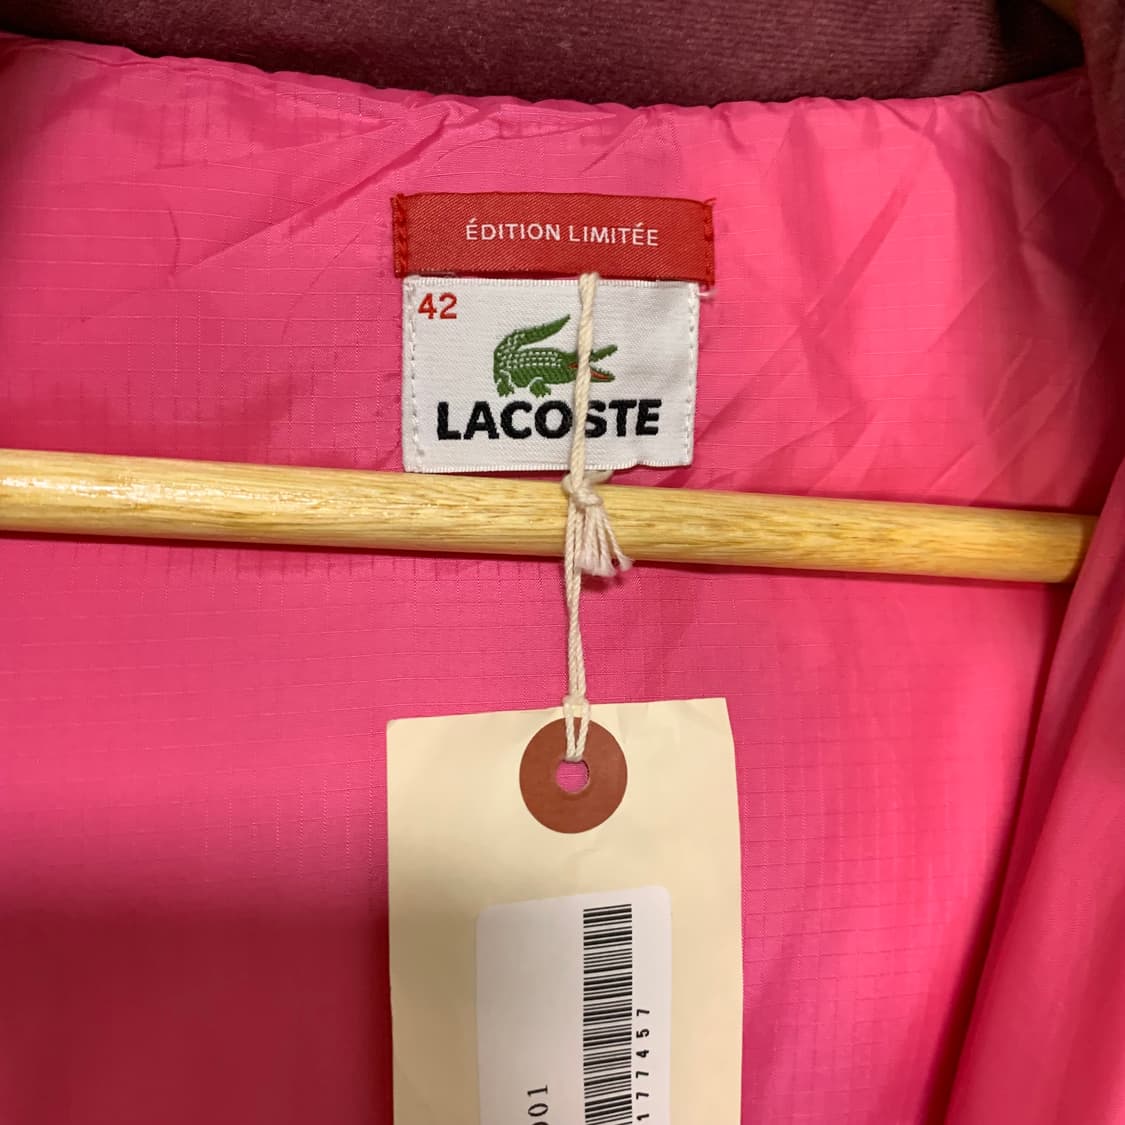 ÉDITION LIMITÉE
42
LACOSTE
177457
001